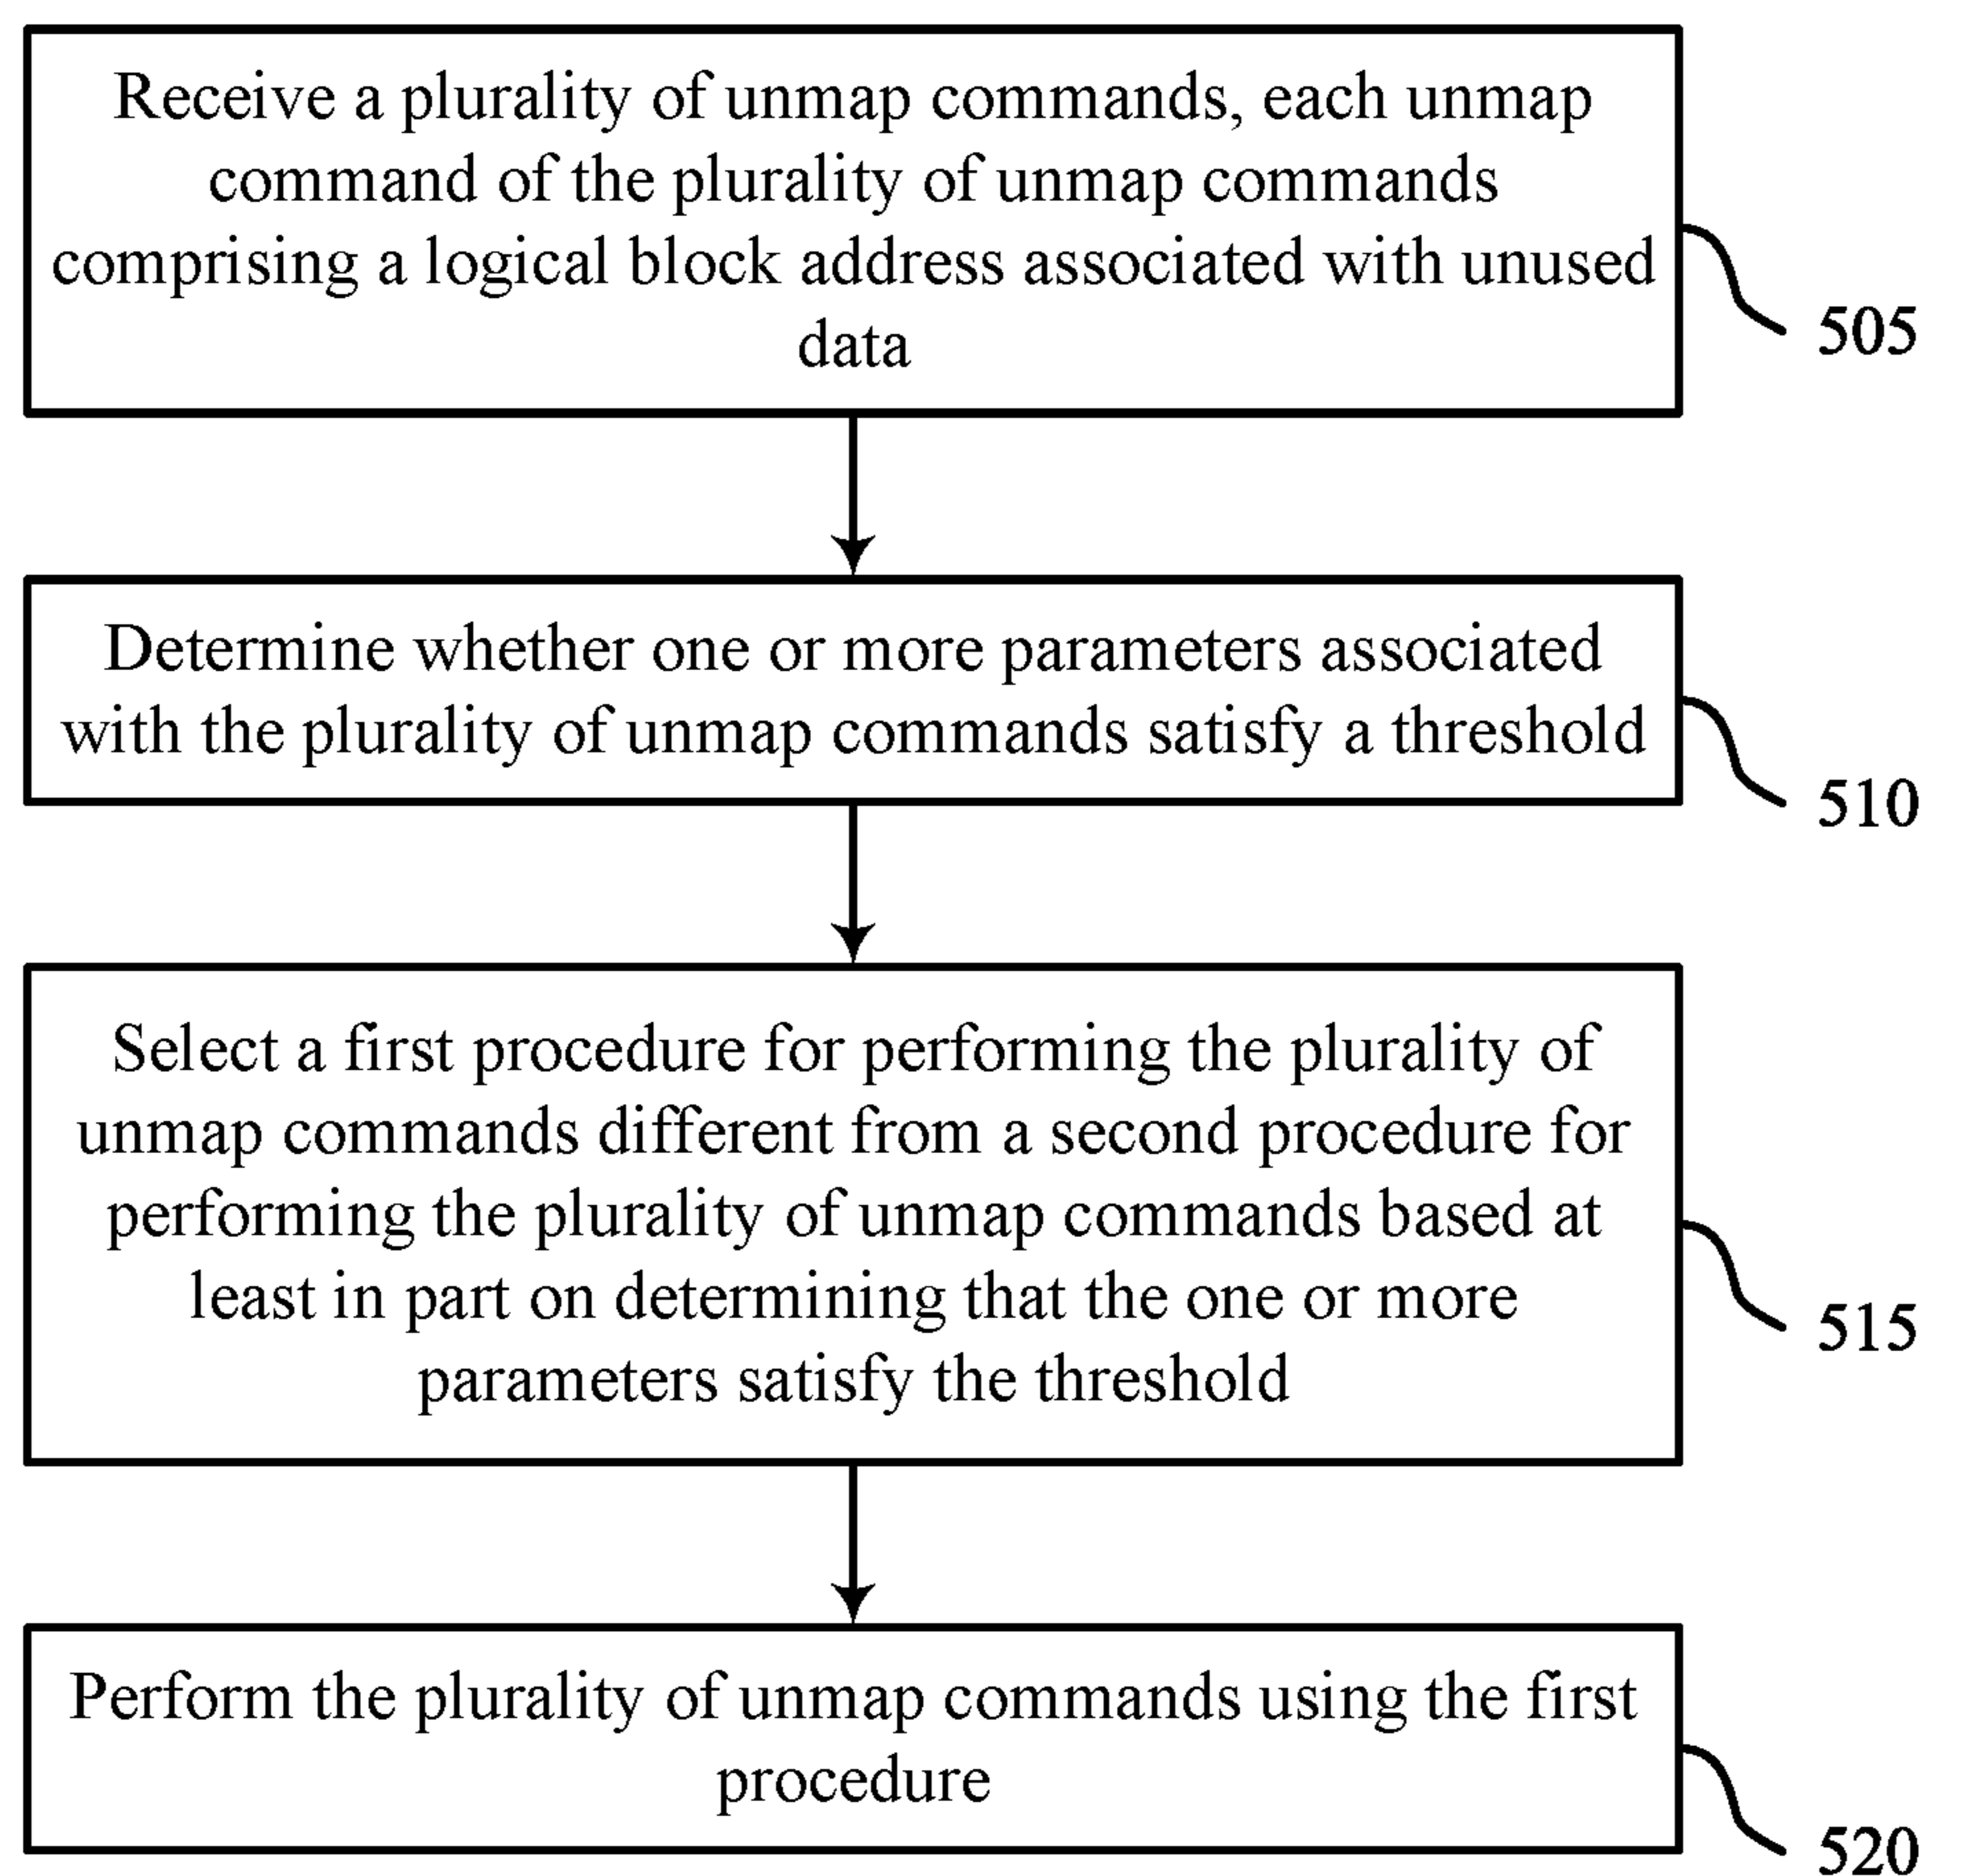 Receive a plurality of unmap commands, each unmap
command of the plurality of unmap commands
comprising a logical block address associated with unused
data
505
Determine whether one or more parameters associated
with the plurality of unmap commands satisfy a threshold
510
Select a first procedure for performing the plurality of
unmap commands different from a second procedure for
performing the plurality of unmap commands based at
least in part on determining that the one or more
parameters satisfy the threshold
515
Perform the plurality of unmap commands using the first
procedure
520